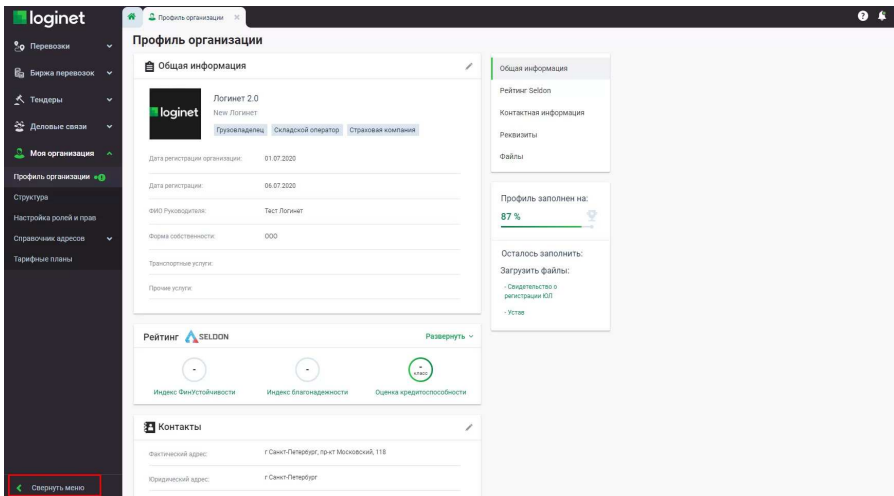 loginet
Профиль организации
Перевозки
Биржа перевозок
Тендеры
Деловые связи
Моя организация
Профиль организации
Структура
Настройка ролей и прав
Справочник адресов
Тарифные планы
Свернуть меню
Профиль организации
Общая информация
loginet
Логинет 2.0
New Логинет
Грузовладелец Складской оператор Страховая компания
Дата регистрации организации: 01.07.2020
Дата регистрации: 06.07.2020
ФИО Руководителя: Тест Логинет
Форма собственности: ООО
Транспортные услуги:
Прочие услуги:
Рейтинг SELDON Развернуть
- - -
класс
Индекс ФинУстойчивости Индекс благонадежности Оценка кредитоспособности
Контакты
Фактический адрес: г Санкт-Петербург, пр-кт Московский, 118
Юридический адрес: г Санкт-Петербург
Общая информация
Рейтинг Seldon
Контактная информация
Реквизиты
Файлы
Профиль заполнен на:
87 %
Осталось заполнить:
Загрузить файлы:
- Свидетельство о
регистрации ЮЛ
- Устав